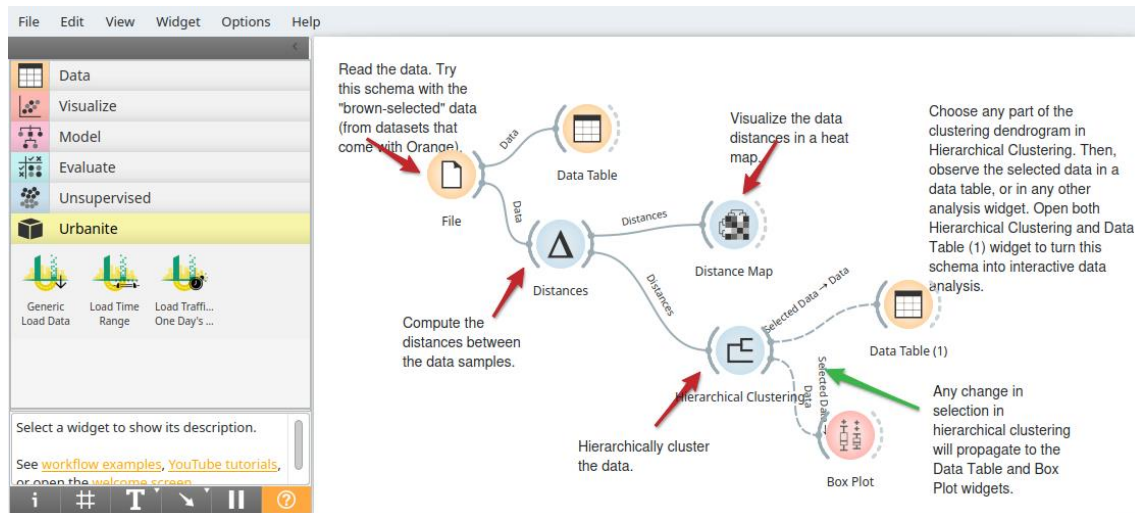 File Edit View Widget Options Help
Data
Visualize
Model
Evaluate
Unsupervised
Urbanite
Generic
Load Data
Load Time
Range
Load Traffi...
One Day's ...
Select a widget to show its description.
See workflow examples, YouTube tutorials,
or open the welcome screen
i # T
?
Read the data. Try
this schema with the
"brown-selected" data
(from datasets that
come with Orange).
File
Data
Data Table
Data
Distances
Compute the
distances between
the data samples.
Distances
Distance Map
Visualize the data
distances in a heat
map.
Distances
Hierarchical Clustering
Hierarchically cluster
the data.
Selected Data → Data
Data Table (1)
Choose any part of the
clustering dendrogram in
Hierarchical Clustering. Then,
observe the selected data in a
data table, or in any other
analysis widget. Open both
Hierarchical Clustering and Data
Table (1) widget to turn this
schema into interactive data
analysis.
Selected Data →
Data
Box Plot
Any change in
selection in
hierarchical clustering
will propagate to the
Data Table and Box
Plot widgets.